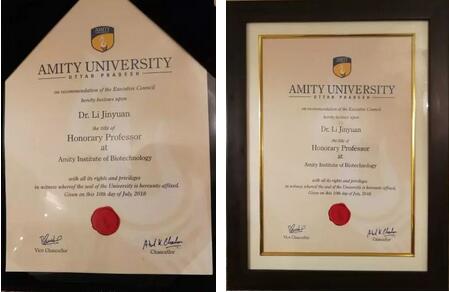 AMITY UNIVERSITY
UTTAR PRADESH
on recommendation of the Executive Council
hereby bestows upon
Dr. Li Jinyuan
the title of
Honorary Professor
at
Amity Institute of Biotechnology
with all its rights and privileges
in witness whereof the seal of the University is hereunto affixed.
Given on this 10th day of July, 2018
Vice Chancellor
Chancellor
AMITY UNIVERSITY
UTTAR PRADESH
on recommendation of the Executive Council
hereby bestows upon
Dr. Li Jinyuan
the title of
Honorary Professor
at
Amity Institute of Biotechnology
with all its rights and privileges
in witness whereof the seal of the University is hereunto affixed.
Given on this 10th day of July, 2018
Vice Chancellor
Chancellor